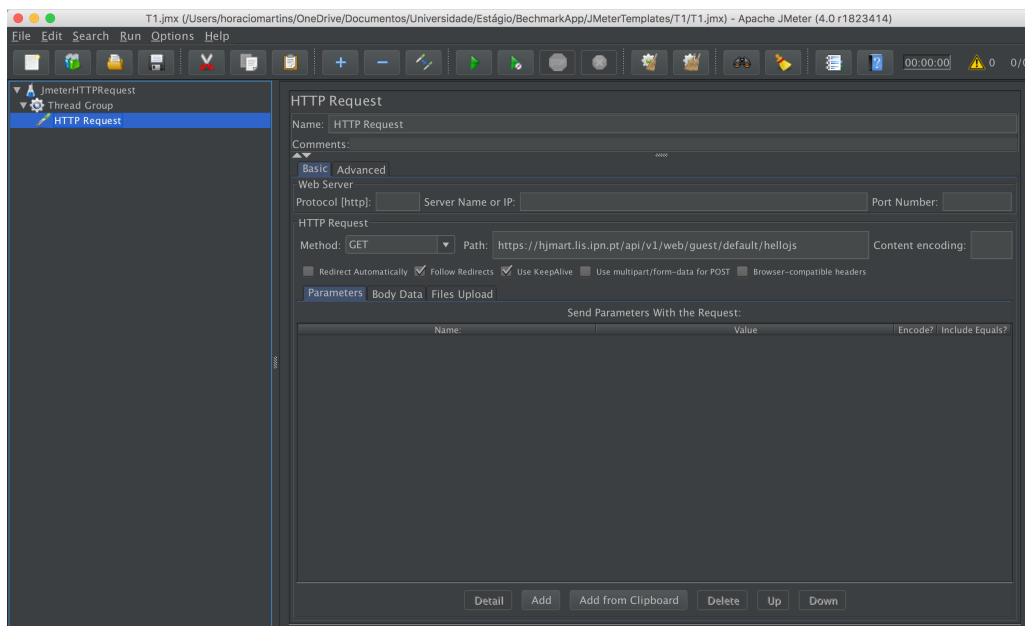 T1.jmx (/Users/horaciomartins/OneDrive/Documentos/Universidade/Estágio/BechmarkApp/JMeterTemplates/T1/T1.jmx) - Apache JMeter (4.0 r1823414)
File Edit Search Run Options Help
00:00:00 0 0/0
JmeterHTTPRequest
Thread Group
HTTP Request
HTTP Request
Name: HTTP Request
Comments:
Basic Advanced
Web Server
Protocol [http]: Server Name or IP: Port Number:
HTTP Request
Method: GET Path: https://hjmart.lis.ipn.pt/api/v1/web/guest/default/hellojs Content encoding:
Redirect Automatically Follow Redirects Use KeepAlive Use multipart/form-data for POST Browser-compatible headers
Parameters Body Data Files Upload
Send Parameters With the Request:
Name: Value Encode? Include Equals?
Detail Add Add from Clipboard Delete Up Down